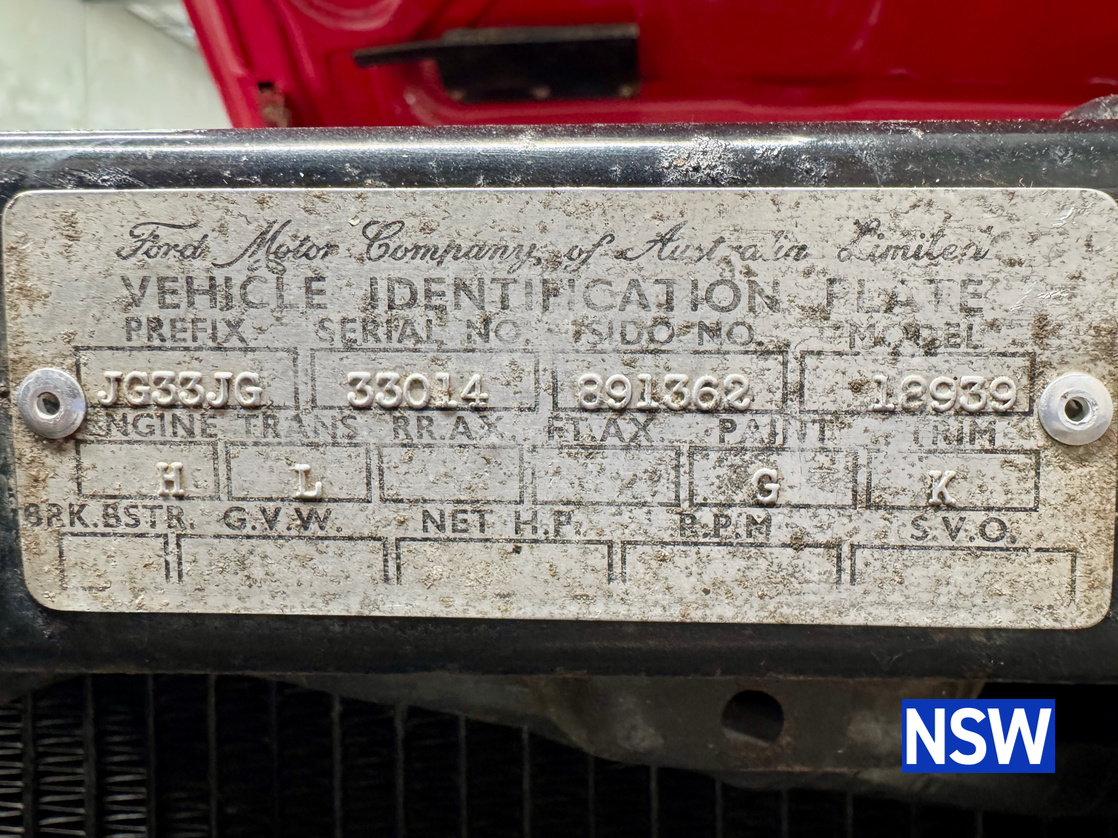 Ford Motor Company of Australia Limited
VEHICLE IDENTIFICATION PLATE
PREFIX SERIAL NO. ISIDO NO. MODEL
JG33JG 33014 891362 18939
ENGINE TRANS RR.AX. FT.AX. PAINT TRIM
H L G K
BRK.BSTR. G.V.W. NET H.P. R.P.M S.V.O.
NSW